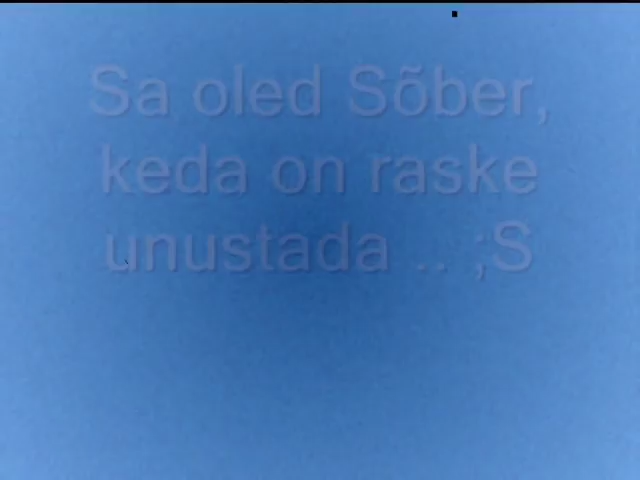 Sa oled Sõber,
keda on raske
unustada .. ;S